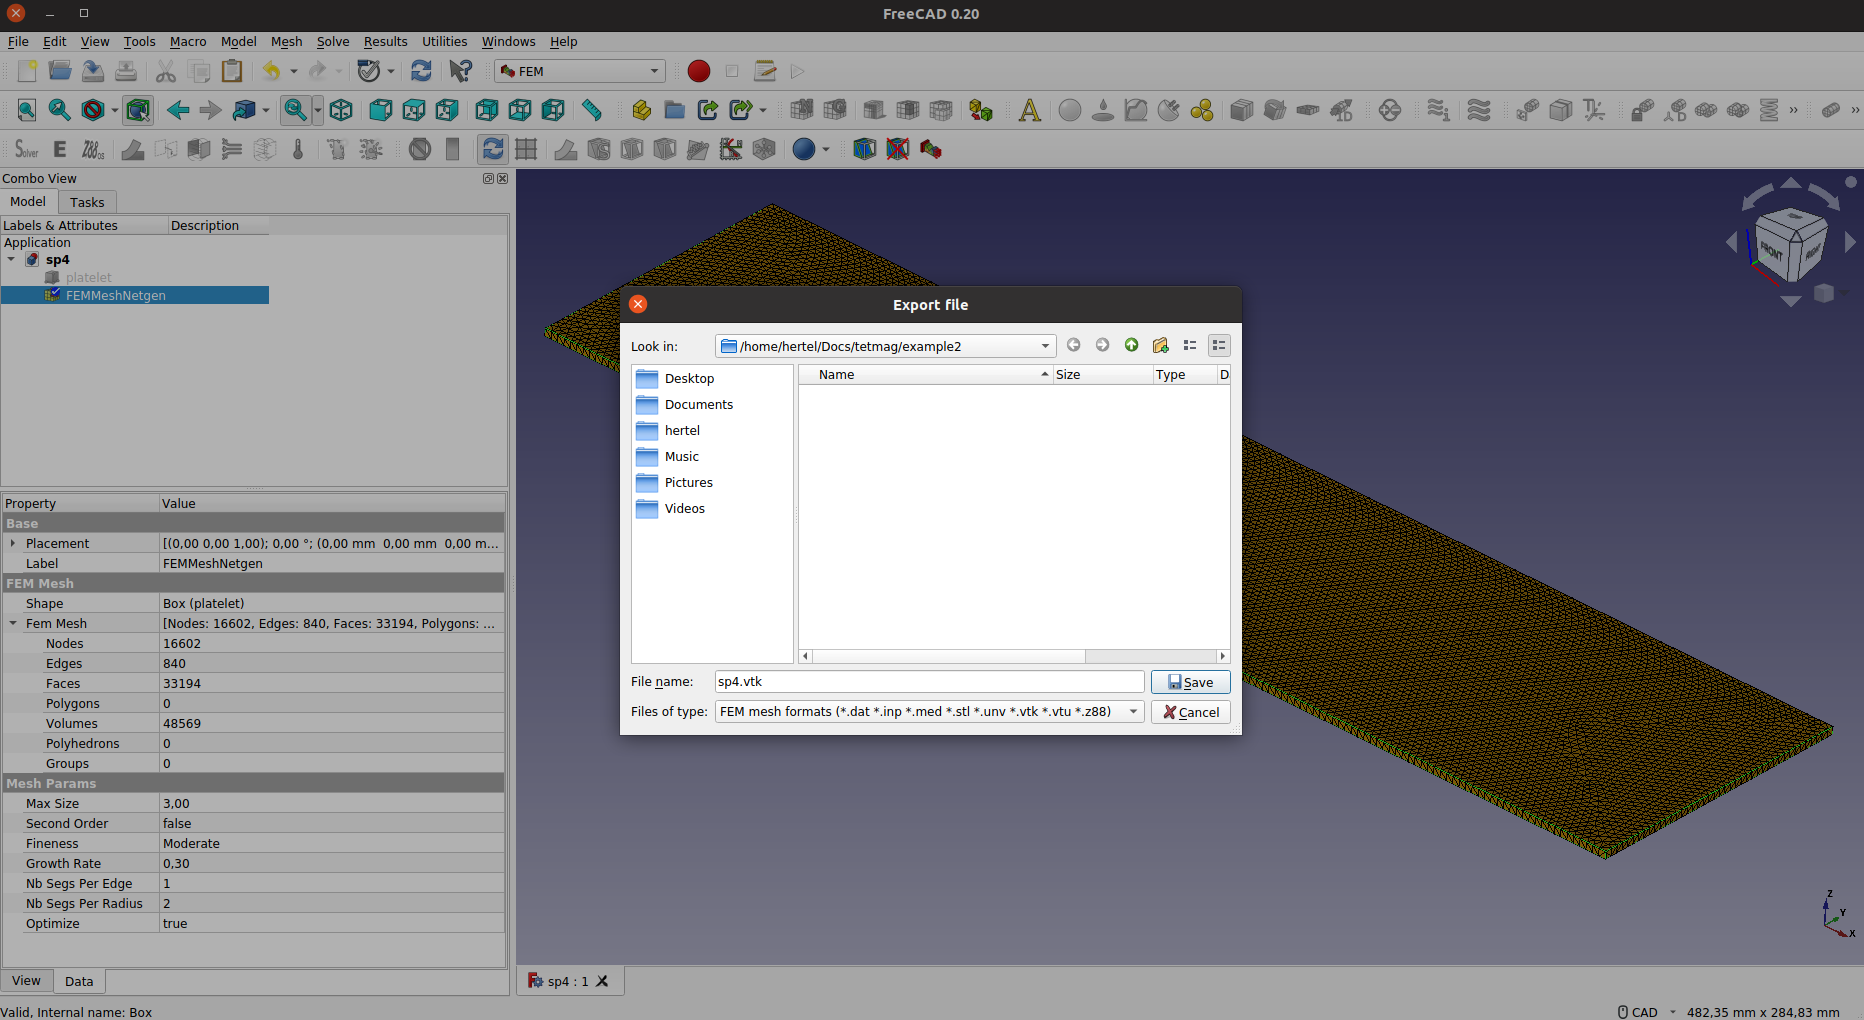 FreeCAD 0.20
File Edit View Tools Macro Model Mesh Solve Results Utilities Windows Help
FEM
A 1D
Solver E Z88os
Combo View
Model Tasks
Labels & Attributes Description
Application
sp4
platelet
FEMMeshNetgen
Property Value
Base
Placement [(0,00 0,00 1,00); 0,00 °; (0,00 mm 0,00 mm 0,00 m...
Label FEMMeshNetgen
FEM Mesh
Shape Box (platelet)
Fem Mesh [Nodes: 16602, Edges: 840, Faces: 33194, Polygons: ...
Nodes 16602
Edges 840
Faces 33194
Polygons 0
Volumes 48569
Polyhedrons 0
Groups 0
Mesh Params
Max Size 3,00
Second Order false
Fineness Moderate
Growth Rate 0,30
Nb Segs Per Edge 1
Nb Segs Per Radius 2
Optimize true
View Data
Valid, Internal name: Box
Export file
Look in: /home/hertel/Docs/tetmag/example2
Desktop
Documents
hertel
Music
Pictures
Videos
Name Size Type D
File name: sp4.vtk Save
Files of type: FEM mesh formats (*.dat *.inp *.med *.stl *.unv *.vtk *.vtu *.z88) Cancel
FRONT RIGHT
Z
Y
X
sp4 : 1
CAD 482,35 mm x 284,83 mm